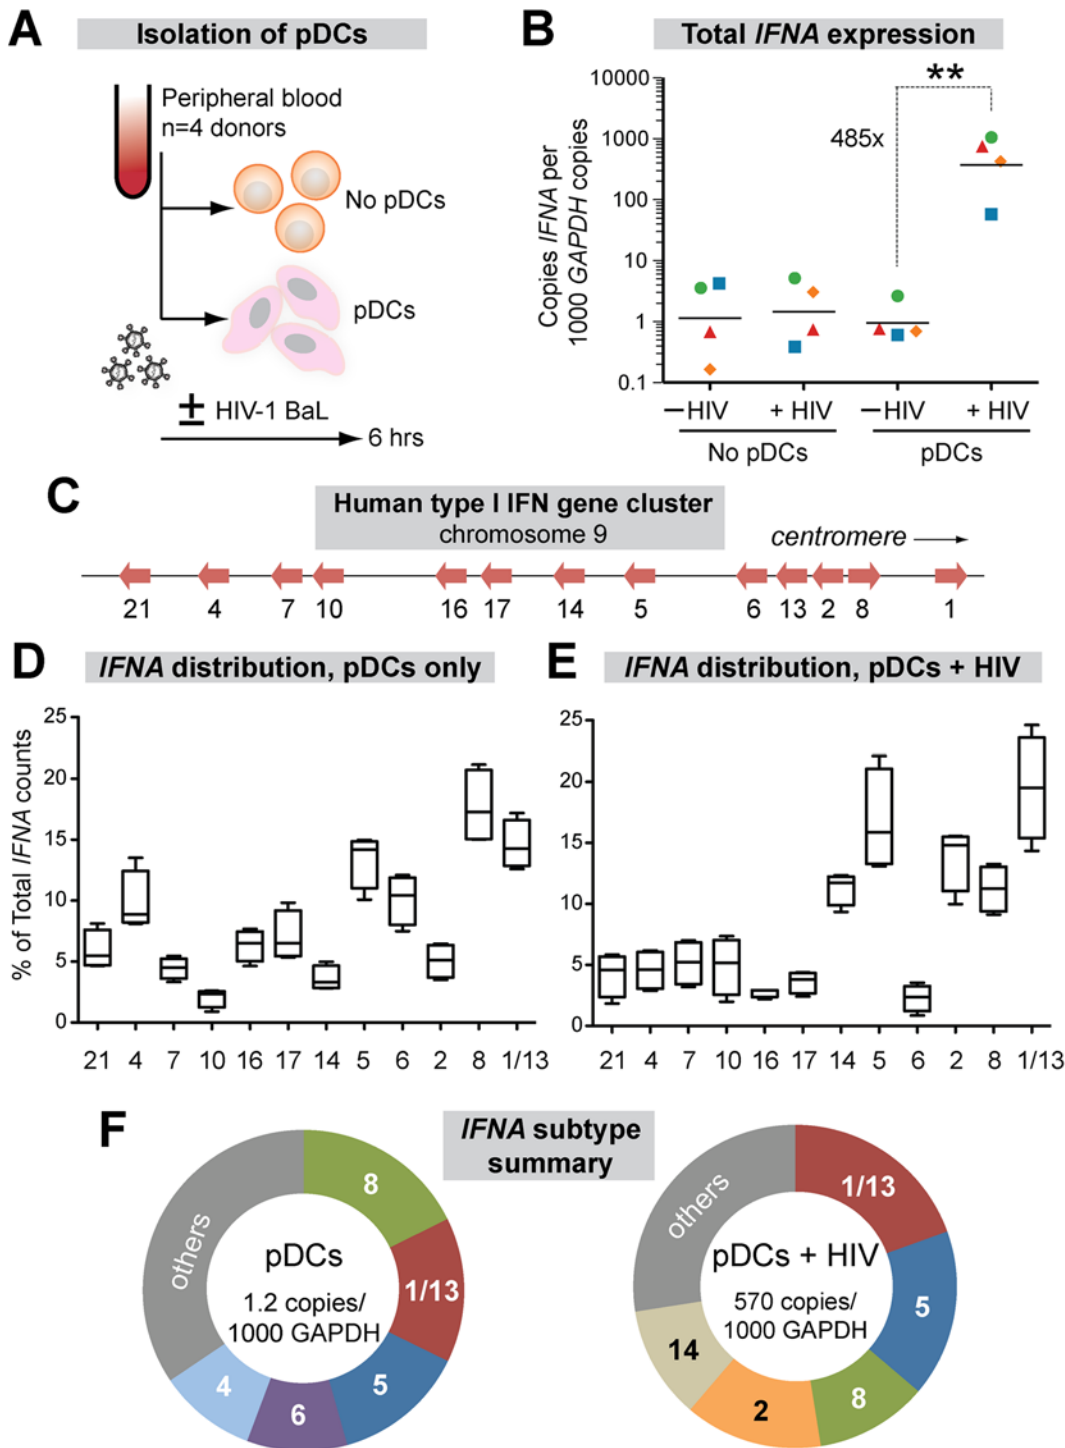 A
Isolation of pDCs
Peripheral blood
n=4 donors
No pDCs
pDCs
± HIV-1 BaL
6 hrs
B
Total IFNA expression
Copies IFNA per
1000 GAPDH copies
10000
1000
100
10
1
0.1
485x
**
–HIV
+ HIV
–HIV
+ HIV
No pDCs
pDCs
C
Human type I IFN gene cluster
chromosome 9
centromere
21 4 7 10 16 17 14 5 6 13 2 8 1
D
IFNA distribution, pDCs only
% of Total IFNA counts
25
20
15
10
5
0
21 4 7 10 16 17 14 5 6 2 8 1/13
E
IFNA distribution, pDCs + HIV
25
20
15
10
5
0
21 4 7 10 16 17 14 5 6 2 8 1/13
F
IFNA subtype
summary
8
1/13
5
6
4
others
pDCs
1.2 copies/
1000 GAPDH
1/13
5
8
2
14
others
pDCs + HIV
570 copies/
1000 GAPDH